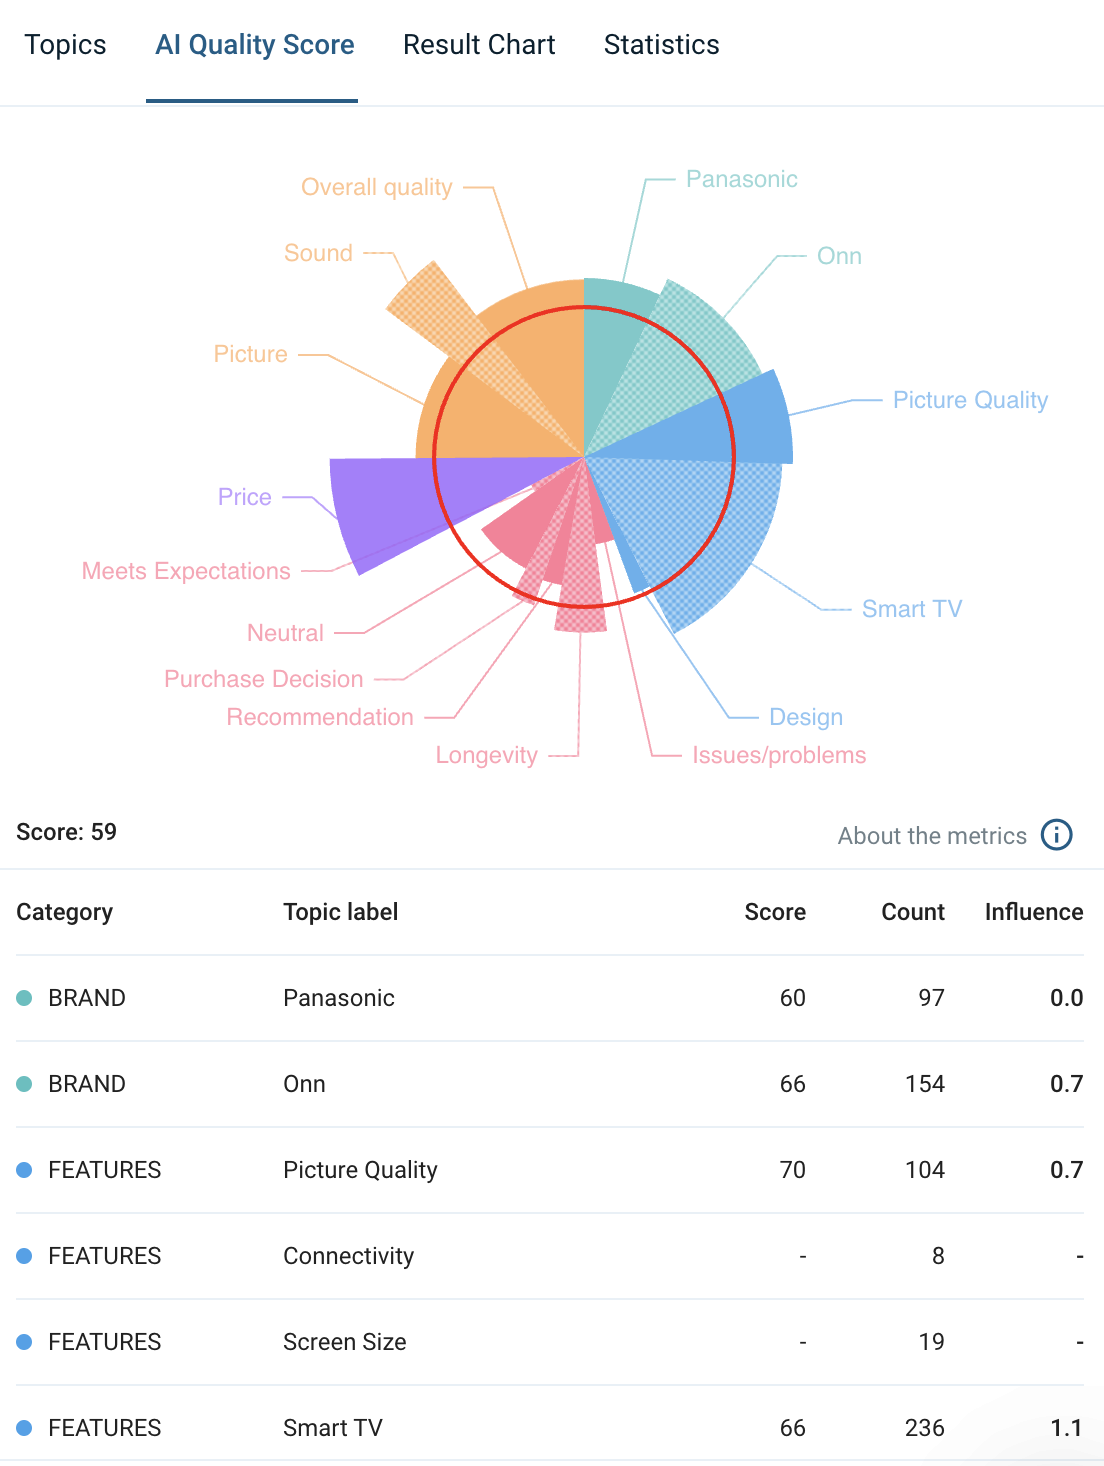 Topics AI Quality Score Result Chart Statistics
Overall quality
Panasonic
Sound
Onn
Picture
Picture Quality
Price
Meets Expectations
Neutral
Smart TV
Purchase Decision
Recommendation
Design
Longevity
Issues/problems
Score: 59
About the metrics
Category Topic label Score Count Influence
BRAND Panasonic 60 97 0.0
BRAND Onn 66 154 0.7
FEATURES Picture Quality 70 104 0.7
FEATURES Connectivity - 8 -
FEATURES Screen Size - 19 -
FEATURES Smart TV 66 236 1.1